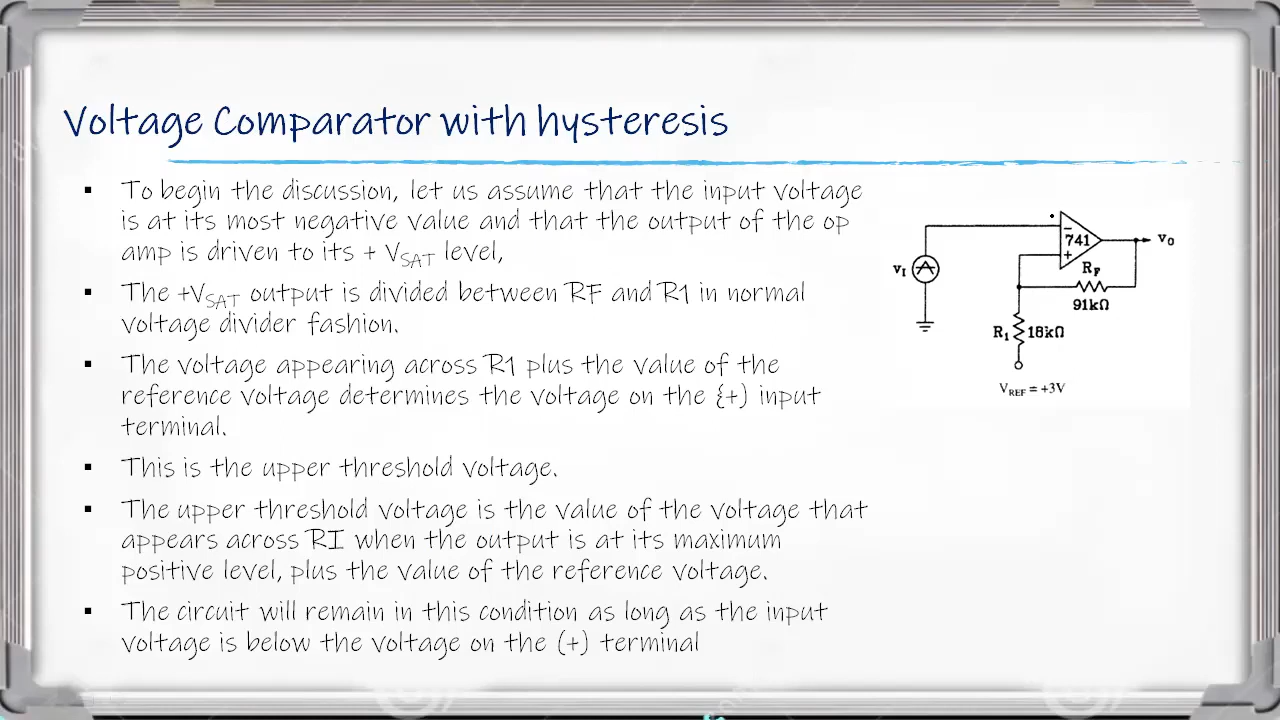 Voltage Comparator with hysteresis
▪ To begin the discussion, let us assume that the input voltage
is at its most negative value and that the output of the op
amp is driven to its + VSAT level,
▪ The +VSAT output is divided between RF and R1 in normal
voltage divider fashion.
▪ The voltage appearing across R1 plus the value of the
reference voltage determines the voltage on the {+) input
terminal.
▪ This is the upper threshold voltage.
▪ The upper threshold voltage is the value of the voltage that
appears across RI when the output is at its maximum
positive level, plus the value of the reference voltage.
▪ The circuit will remain in this condition as long as the input
voltage is below the voltage on the (+) terminal
−
741
+
vO
vI
RF
91kΩ
R1 18kΩ
VREF = +3V